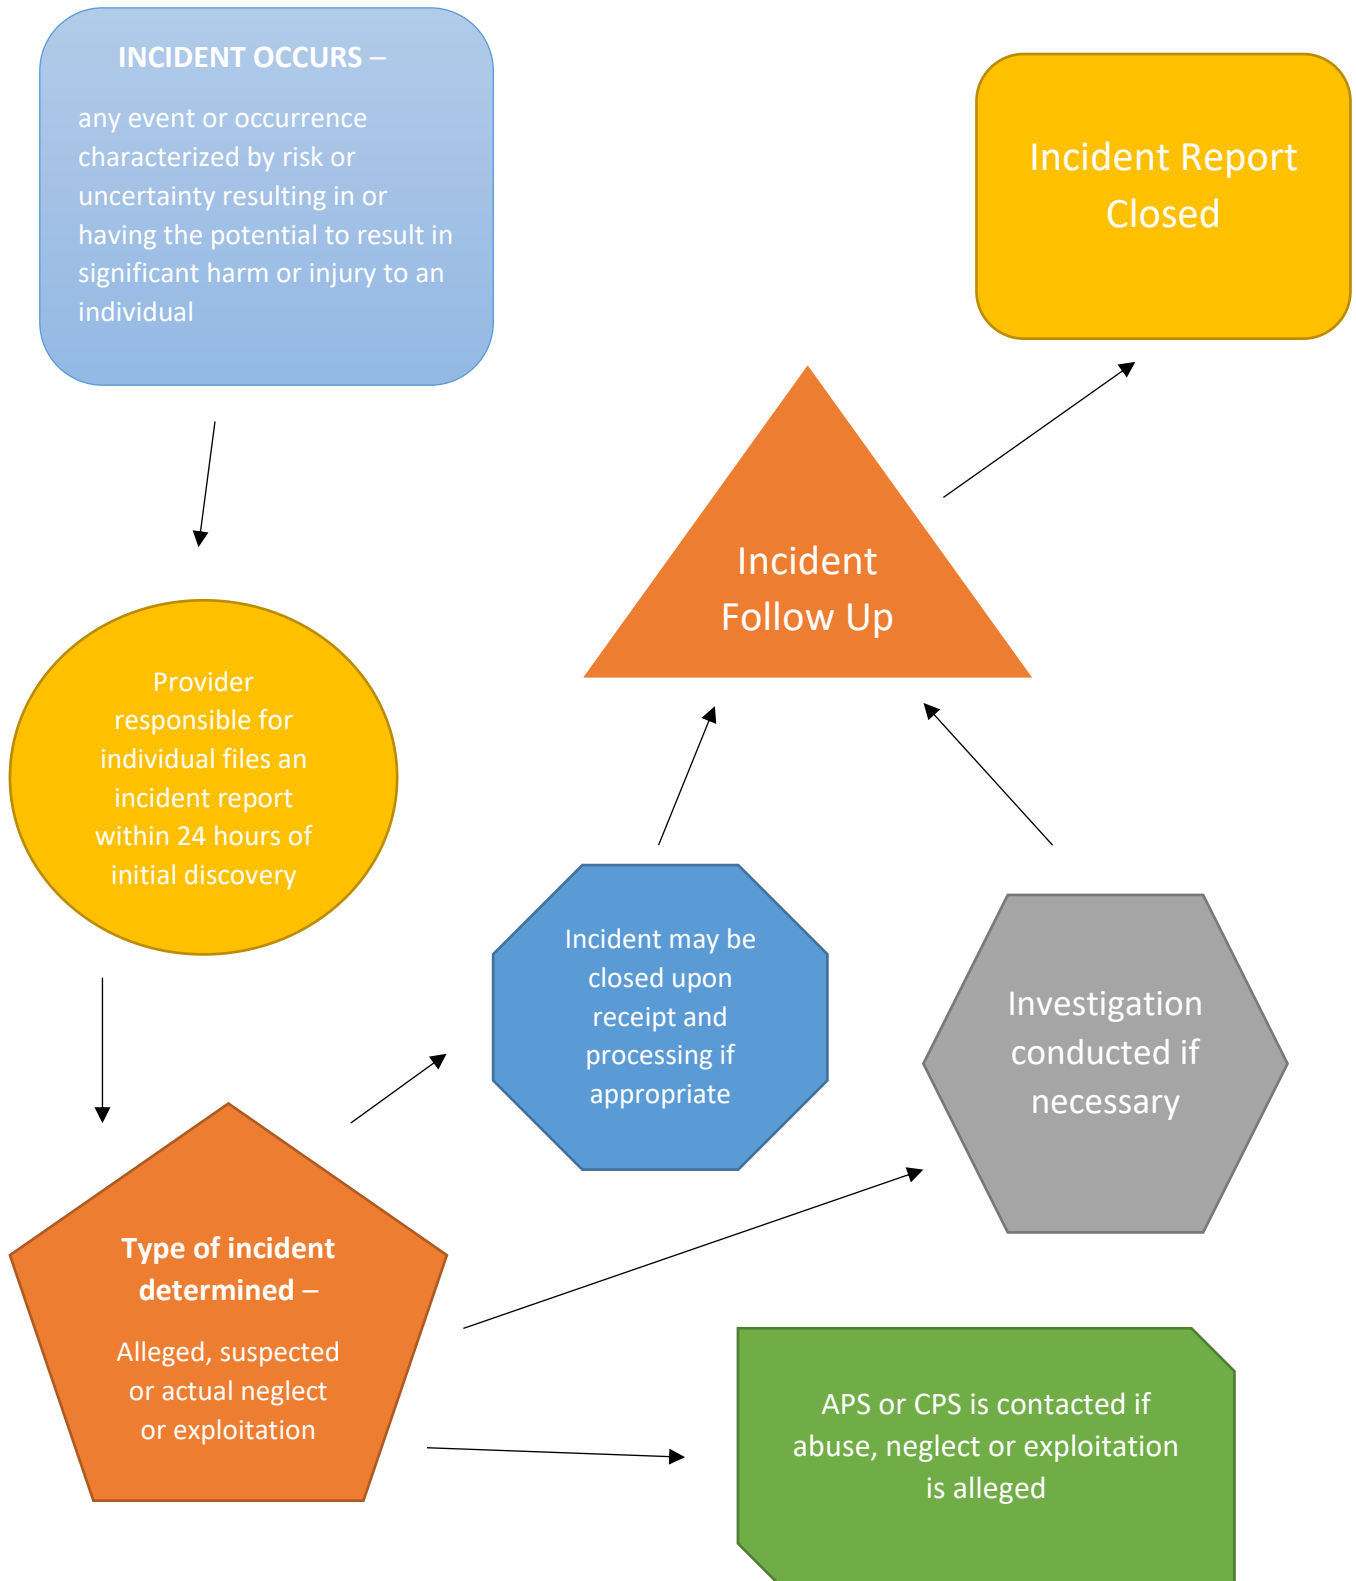 INCIDENT OCCURS –
any event or occurrence
characterized by risk or
uncertainty resulting in or
having the potential to result in
significant harm or injury to an
individual
Provider
responsible for
individual files an
incident report
within 24 hours of
initial discovery
Type of incident
determined –
Alleged, suspected
or actual neglect
or exploitation
Incident may be
closed upon
receipt and
processing if
appropriate
Investigation
conducted if
necessary
APS or CPS is contacted if
abuse, neglect or exploitation
is alleged
Incident
Follow Up
Incident Report
Closed